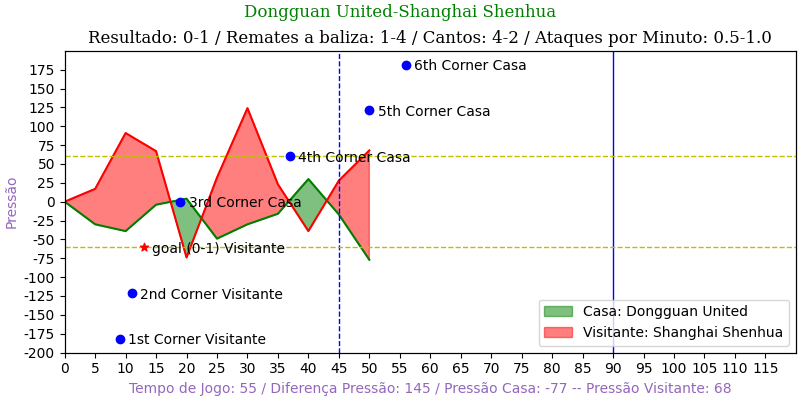 Dongguan United-Shanghai Shenhua
Resultado: 0-1 / Remates a baliza: 1-4 / Cantos: 4-2 / Ataques por Minuto: 0.5-1.0
Pressão
175
150
125
100
75
50
25
0
-25
-50
-75
-100
-125
-150
-175
-200
6th Corner Casa
5th Corner Casa
4th Corner Casa
3rd Corner Casa
goal (0-1) Visitante
2nd Corner Visitante
1st Corner Visitante
Casa: Dongguan United
Visitante: Shanghai Shenhua
0 5 10 15 20 25 30 35 40 45 50 55 60 65 70 75 80 85 90 95 100 105 110 115
Tempo de Jogo: 55 / Diferença Pressão: 145 / Pressão Casa: -77 -- Pressão Visitante: 68